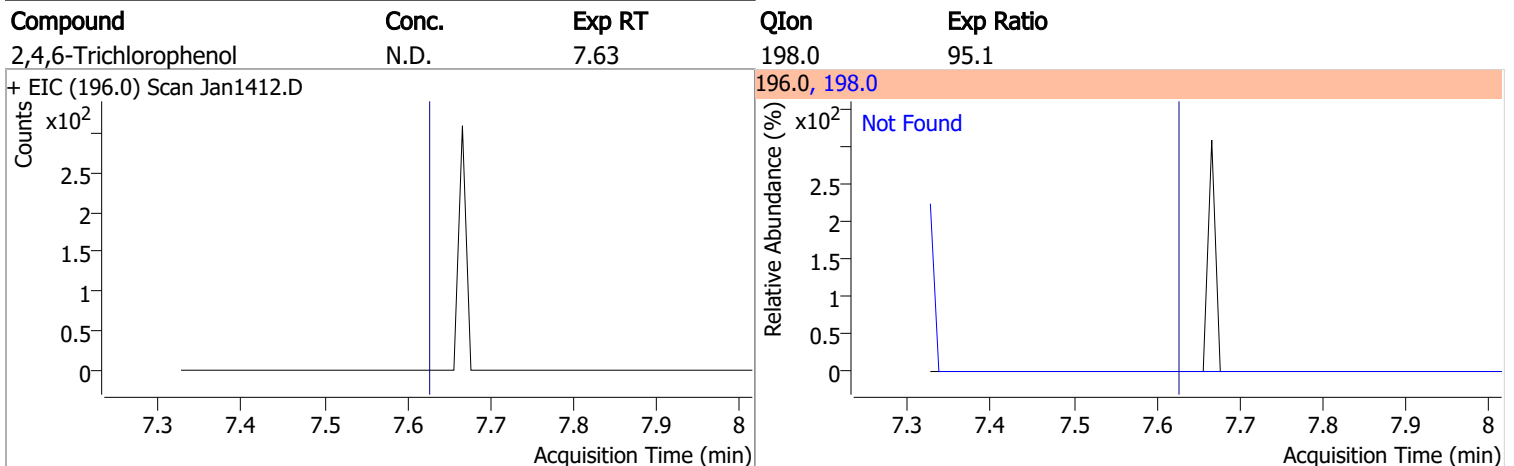 Compound Conc. Exp RT QIon Exp Ratio
2,4,6-Trichlorophenol N.D. 7.63 198.0 95.1
+ EIC (196.0) Scan Jan1412.D
Counts
x10²
2.5
2
1.5
1
0.5
0
7.3 7.4 7.5 7.6 7.7 7.8 7.9 8
Acquisition Time (min)
196.0, 198.0
Relative Abundance (%)
x10²
Not Found
2.5
2
1.5
1
0.5
0
7.3 7.4 7.5 7.6 7.7 7.8 7.9 8
Acquisition Time (min)